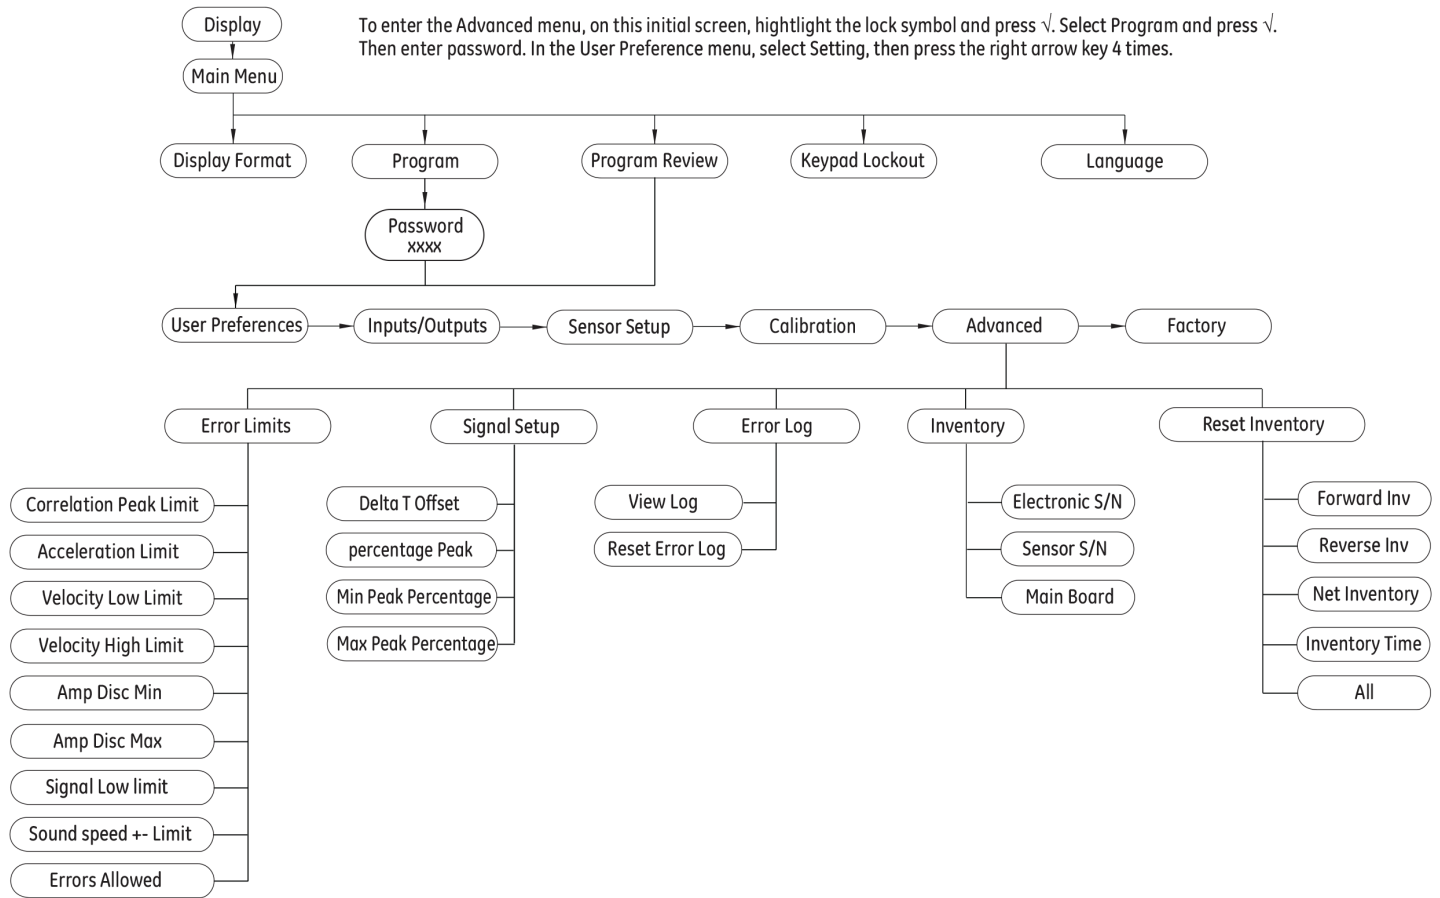 Display
To enter the Advanced menu, on this initial screen, hightlight the lock symbol and press √. Select Program and press √.
Then enter password. In the User Preference menu, select Setting, then press the right arrow key 4 times.
Main Menu
Display Format
Program
Program Review
Keypad Lockout
Language
Password
xxxx
User Preferences
Inputs/Outputs
Sensor Setup
Calibration
Advanced
Factory
Error Limits
Signal Setup
Error Log
Inventory
Reset Inventory
Correlation Peak Limit
Acceleration Limit
Velocity Low Limit
Velocity High Limit
Amp Disc Min
Amp Disc Max
Signal Low limit
Sound speed +- Limit
Errors Allowed
Delta T Offset
percentage Peak
Min Peak Percentage
Max Peak Percentage
View Log
Reset Error Log
Electronic S/N
Sensor S/N
Main Board
Forward Inv
Reverse Inv
Net Inventory
Inventory Time
All